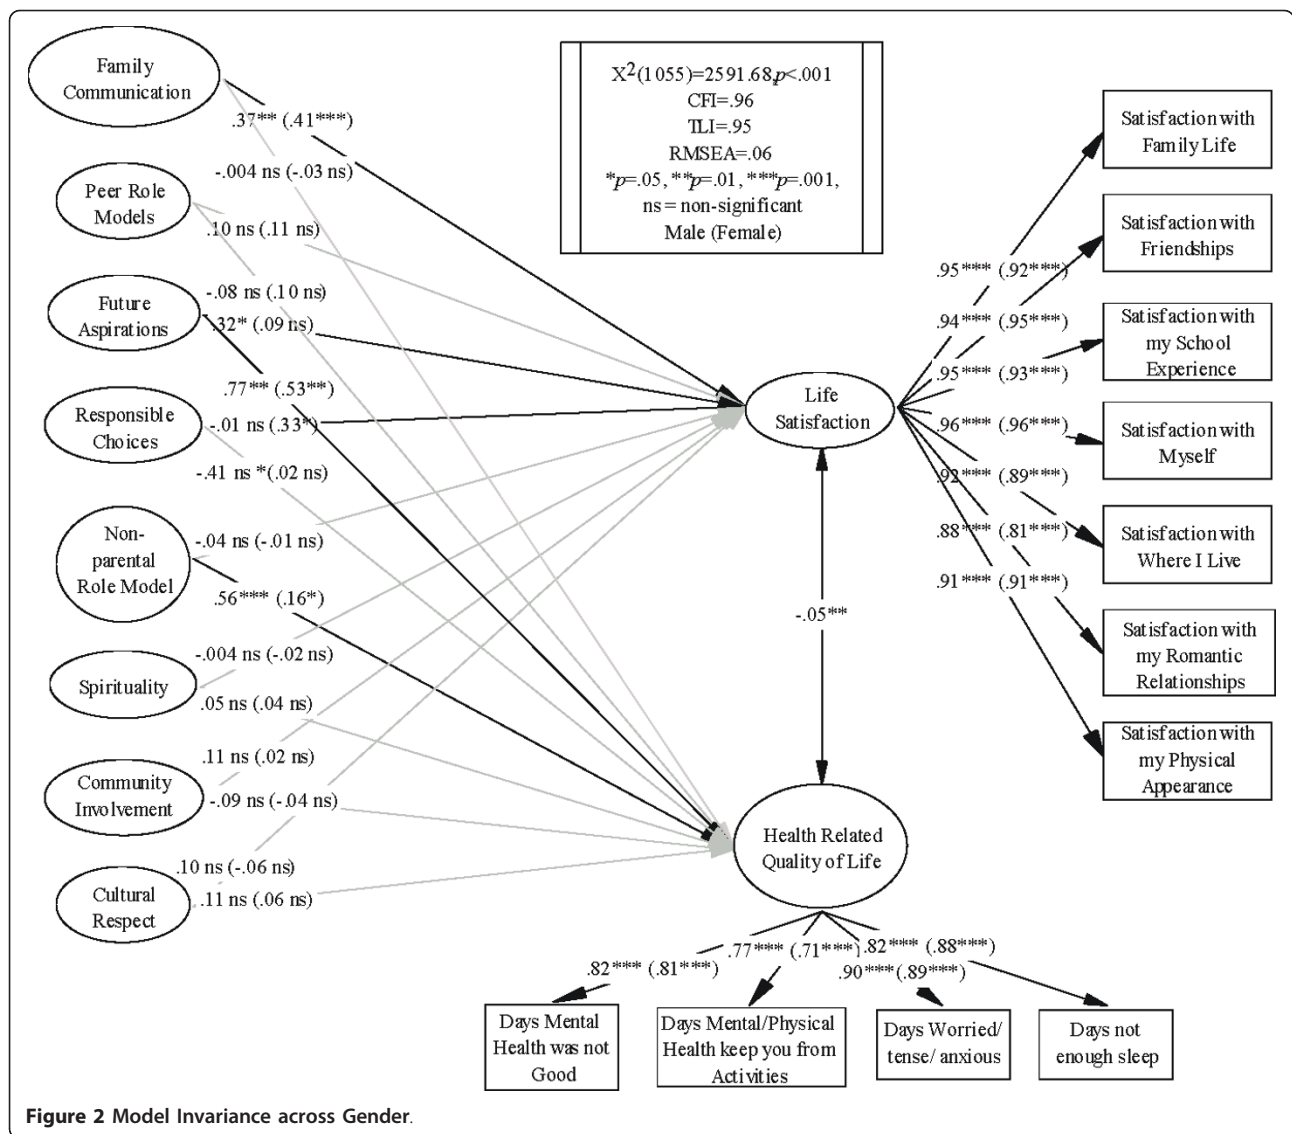 Family
Communication
.37** (.41***)
-.004 ns (-.03 ns)
Peer Role
Models
.10 ns (.11 ns)
-.08 ns (.10 ns)
Future
Aspirations
.32* (.09 ns)
.77** (.53**)
Responsible
Choices
-.01 ns (.33*)
-.41 ns *(.02 ns)
Non-
parental
Role Model
-.04 ns (-.01 ns)
.56*** (.16*)
Spirituality
-.004 ns (-.02 ns)
.05 ns (.04 ns)
Community
Involvement
.11 ns (.02 ns)
-.09 ns (-.04 ns)
Cultural
Respect
.10 ns (-.06 ns)
.11 ns (.06 ns)
X2(1055)=2591.68,p<.001
CFI=.96
TLI=.95
RMSEA=.06
*p=.05, **p=.01, ***p=.001,
ns = non-significant
Male (Female)
Life
Satisfaction
-.05**
Health Related
Quality of Life
.95*** (.92***)
.94*** (.95***)
.95*** (.93***)
.96*** (.96***)
.92*** (.89***)
.88*** (.81***)
.91*** (.91***)
Satisfaction with
Family Life
Satisfaction with
Friendships
Satisfaction with
my School
Experience
Satisfaction with
Myself
Satisfaction with
Where I Live
Satisfaction with
my Romantic
Relationships
Satisfaction with
my Physical
Appearance
.82*** (.81***)
.77*** (.71***)
.90***(.89***)
.82*** (.88***)
Days Mental
Health was not
Good
Days Mental/Physical
Health keep you from
Activities
Days Worried/
tense/ anxious
Days not
enough sleep
Figure 2 Model Invariance across Gender.